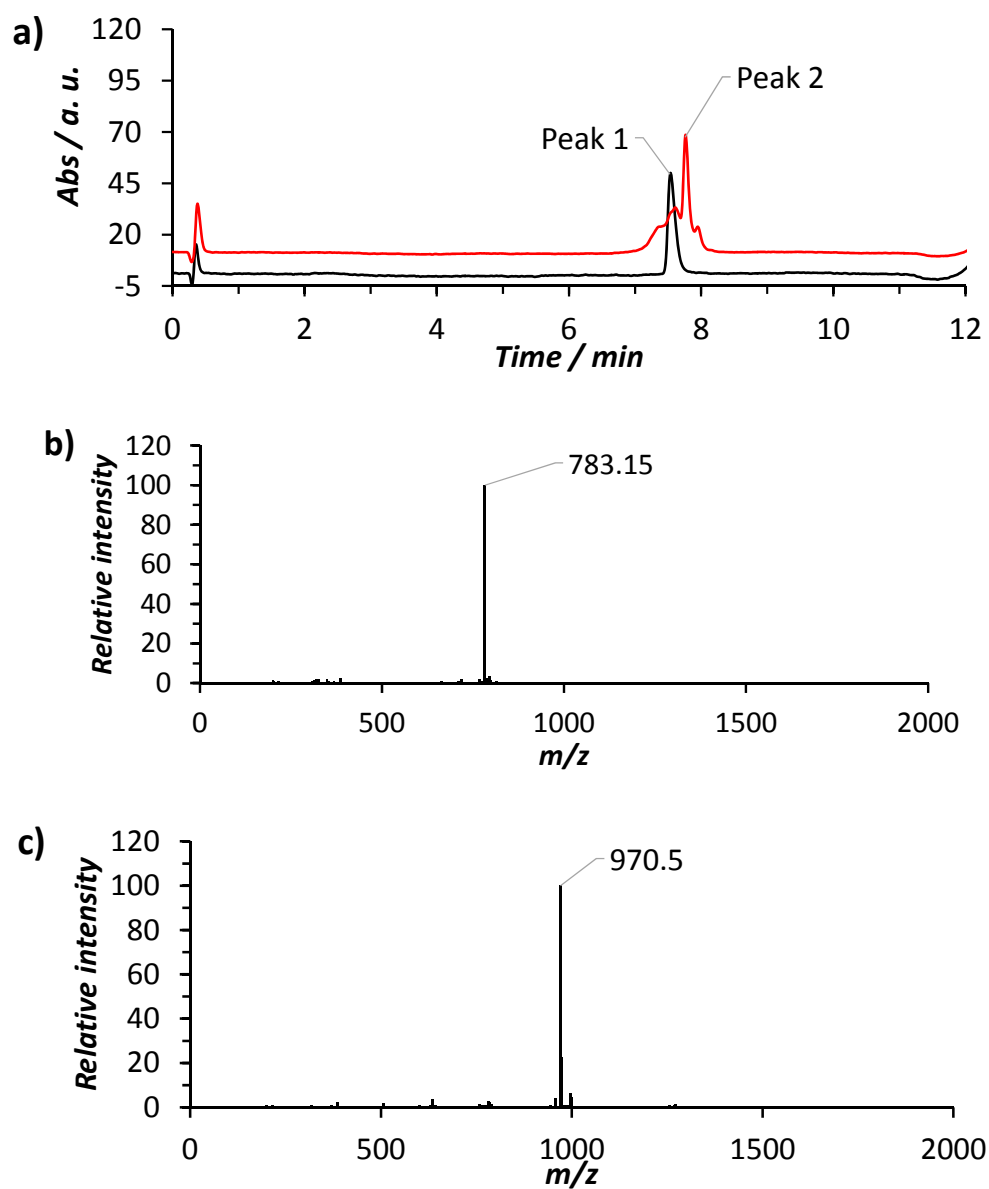 a)
Abs / a. u.
120
95
70
45
20
-5
Peak 1
Peak 2
0 2 4 6 8 10 12
Time / min
b)
Relative intensity
120
100
80
60
40
20
0
783.15
0 500 1000 1500 2000
m/z
c)
Relative intensity
120
100
80
60
40
20
0
970.5
0 500 1000 1500 2000
m/z